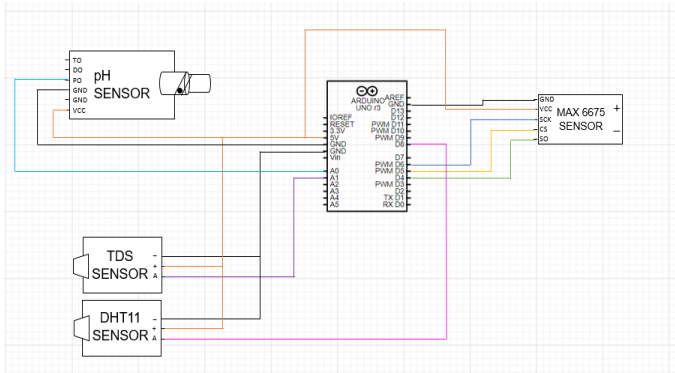 TO
DO
PO
GND
GND
VCC
pH
SENSOR
ARDUINO
UNO r3
IOREF
RESET
3.3V
5V
GND
GND
Vin
A0
A1
A2
A3
A4
A5
AREF
GND
D13
D12
PWM D11
PWM D10
PWM D9
D8
D7
PWM D6
PWM D5
D4
PWM D3
D2
TX D1
RX D0
GND
VCC
SCK
CS
SO
MAX 6675
SENSOR
+
−
TDS
SENSOR
−
+
A
DHT11
SENSOR
−
+
A